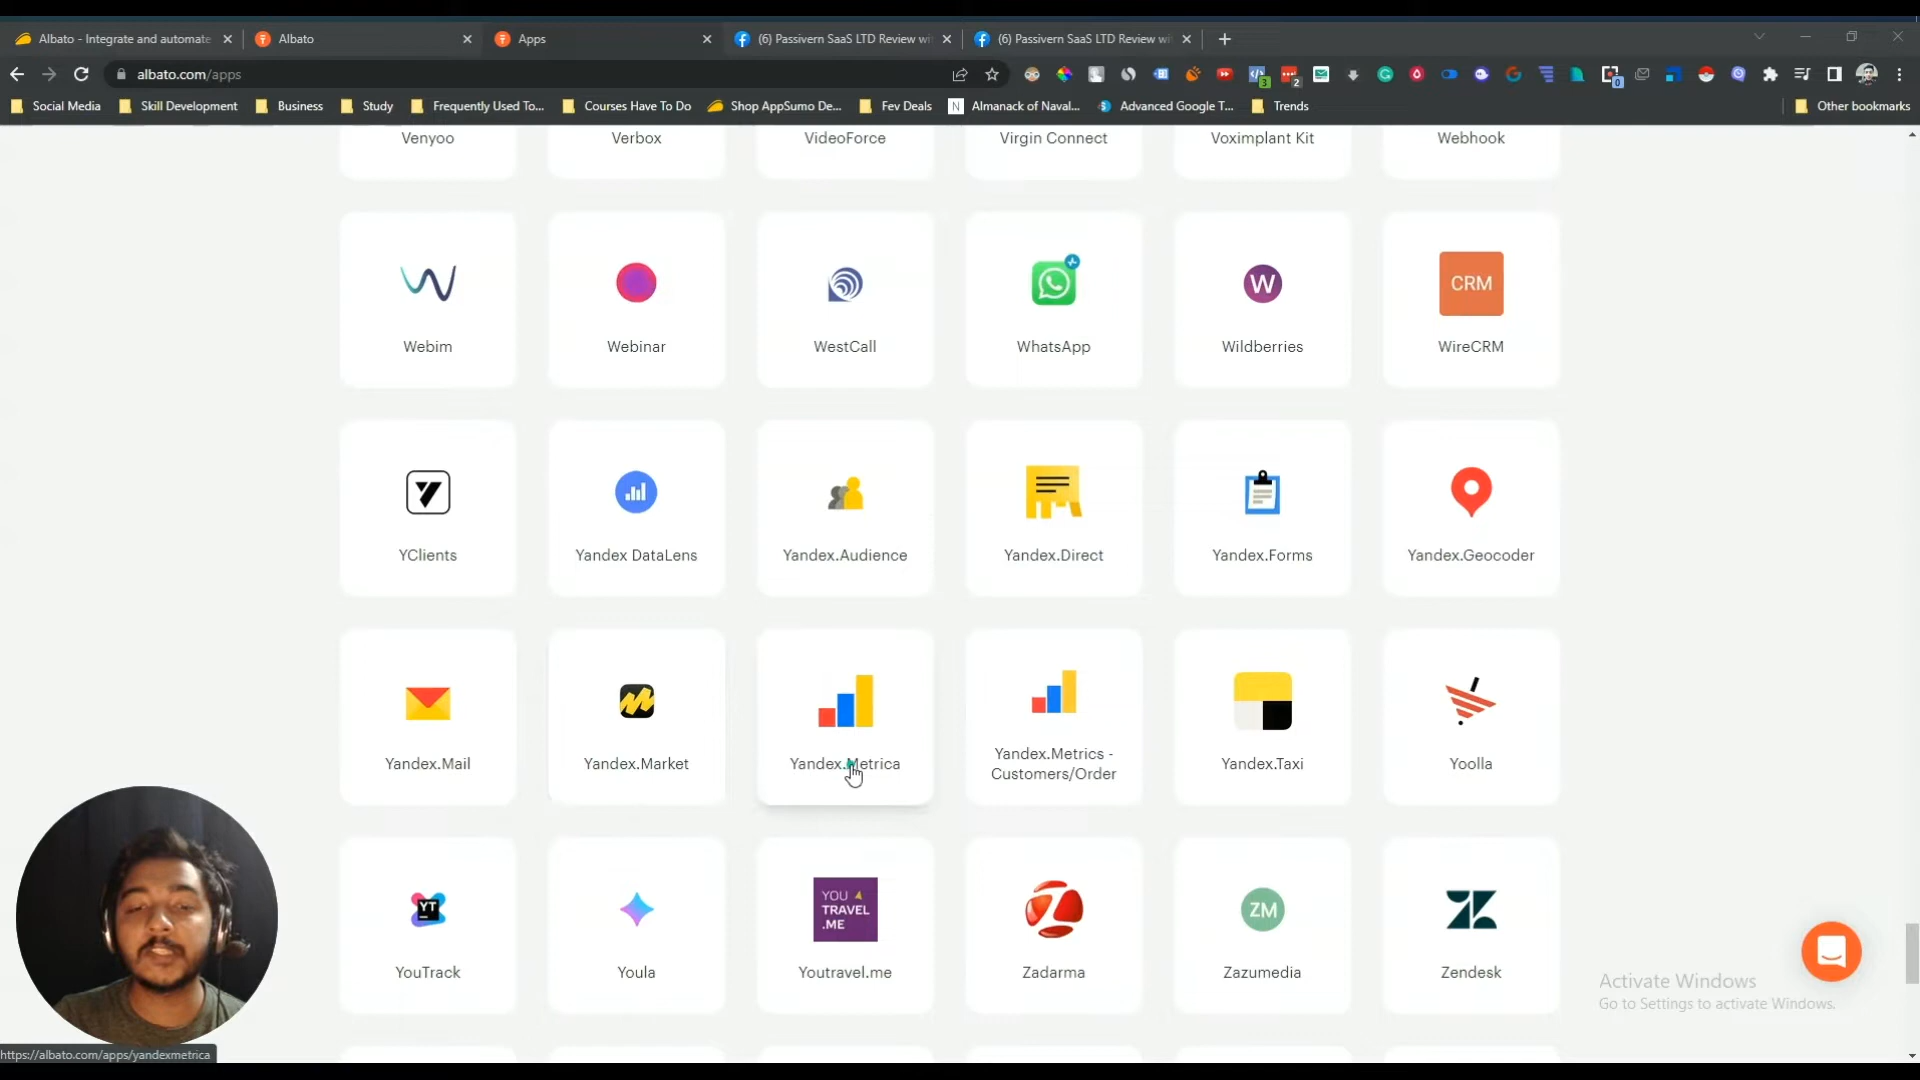 Albato - Integrate and automate
Albato
Apps
(6) Passivern SaaS LTD Review wi
(6) Passivern SaaS LTD Review wi
albato.com/apps
Social Media
Skill Development
Business
Study
Frequently Used To...
Courses Have To Do
Shop AppSumo De...
Fev Deals
Almanack of Naval...
Advanced Google T...
Trends
Other bookmarks
Venyoo
Verbox
VideoForce
Virgin Connect
Voximplant Kit
Webhook
W
CRM
Webim
Webinar
WestCall
WhatsApp
Wildberries
WireCRM
YClients
Yandex DataLens
Yandex.Audience
Yandex.Direct
Yandex.Forms
Yandex.Geocoder
Yandex.Mail
Yandex.Market
Yandex.Metrica
Yandex.Metrics -
Customers/Order
Yandex.Taxi
Yoolla
YT
YOU
TRAVEL
.ME
ZM
YouTrack
Youla
Youtravel.me
Zadarma
Zazumedia
Zendesk
Activate Windows
Go to Settings to activate Windows.
https://albato.com/apps/yandexmetrica